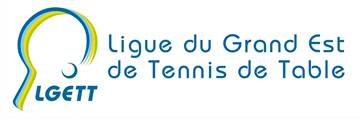 Ligue du Grand Est
de Tennis de Table
LGETT